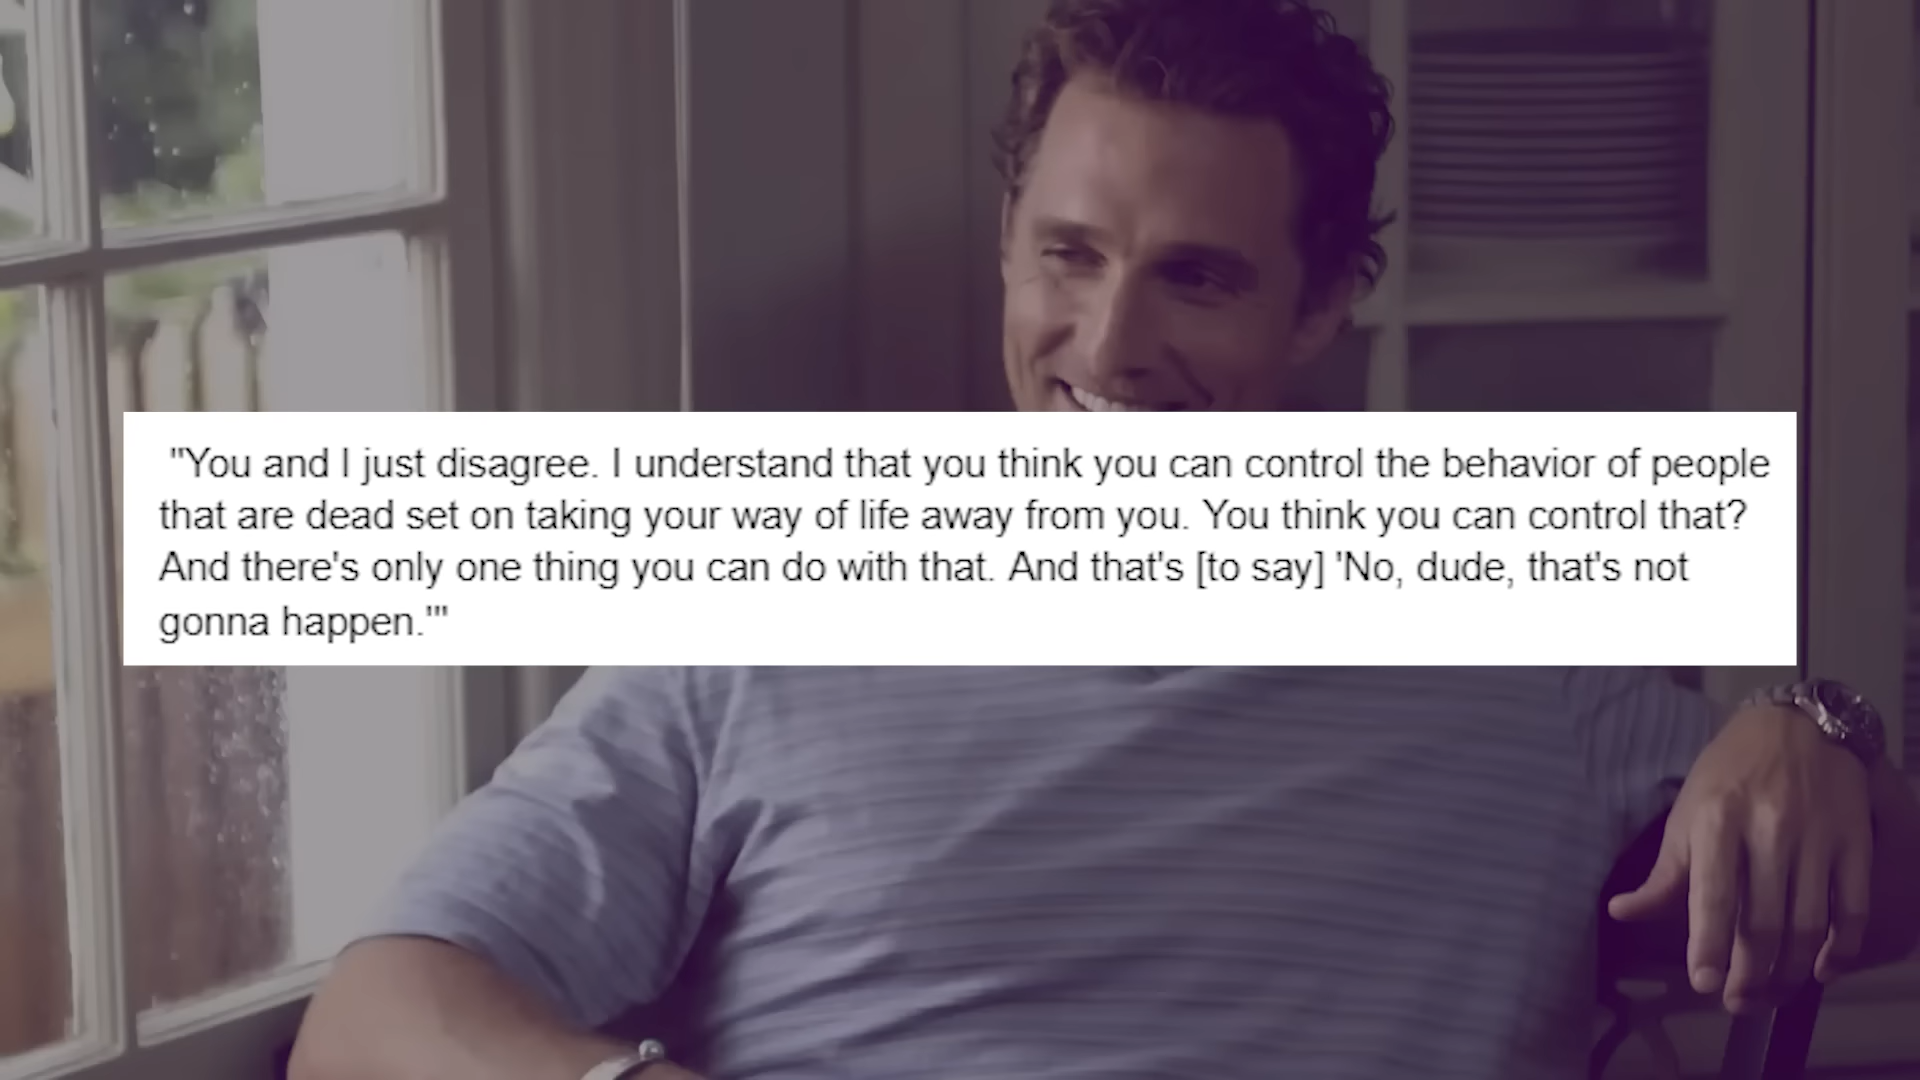 "You and I just disagree. I understand that you think you can control the behavior of people
that are dead set on taking your way of life away from you. You think you can control that?
And there's only one thing you can do with that. And that's [to say] 'No, dude, that's not
gonna happen.'"